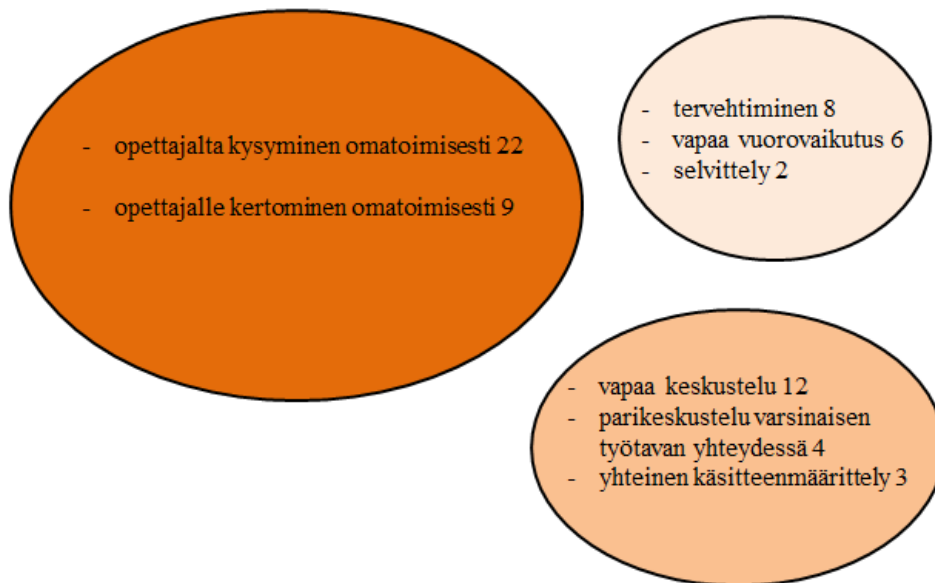 - opettajalta kysyminen omatoimisesti 22
- opettajalle kertominen omatoimisesti 9
- tervehtiminen 8
- vapaa vuorovaikutus 6
- selvittely 2
- vapaa keskustelu 12
- parikeskustelu varsinaisen
työtavan yhteydessä 4
- yhteinen käsitteenmäärittely 3